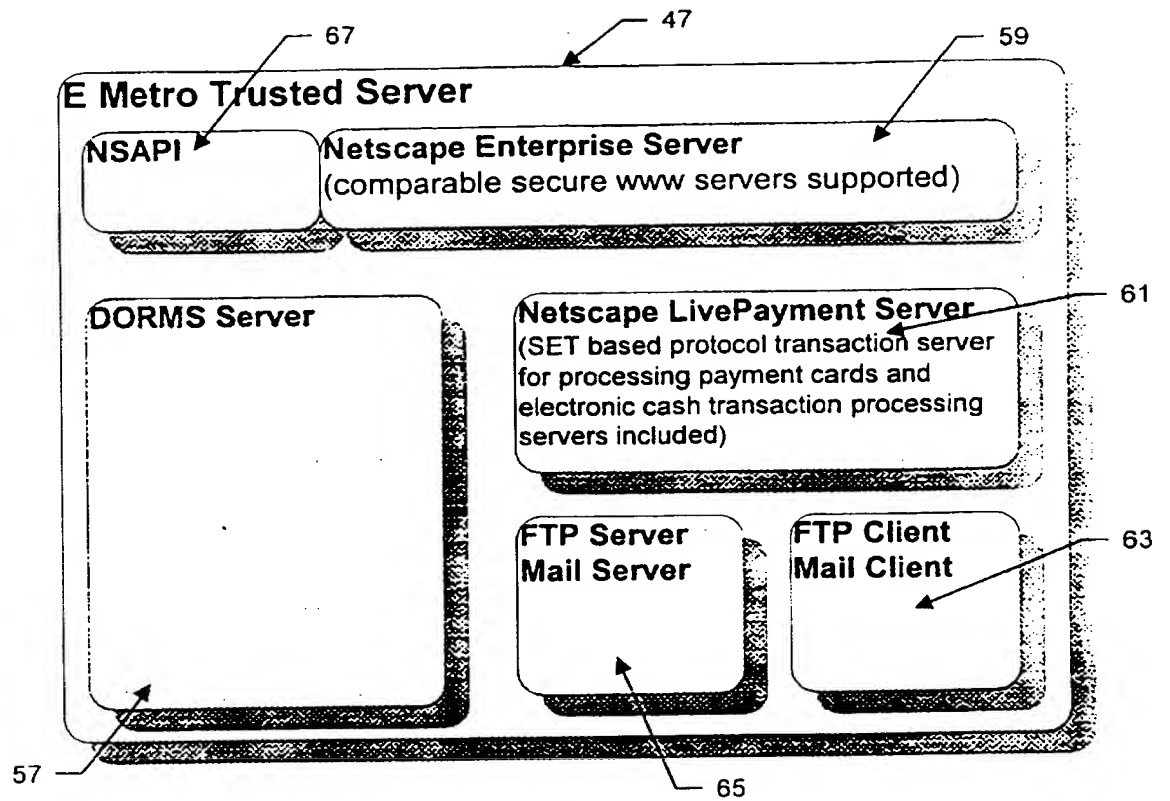 67
47
59
E Metro Trusted Server
NSAPI
Netscape Enterprise Server
(comparable secure www servers supported)
DORMS Server
Netscape LivePayment Server
(SET based protocol transaction server
for processing payment cards and
electronic cash transaction processing
servers included)
61
FTP Server
Mail Server
FTP Client
Mail Client
63
57
65